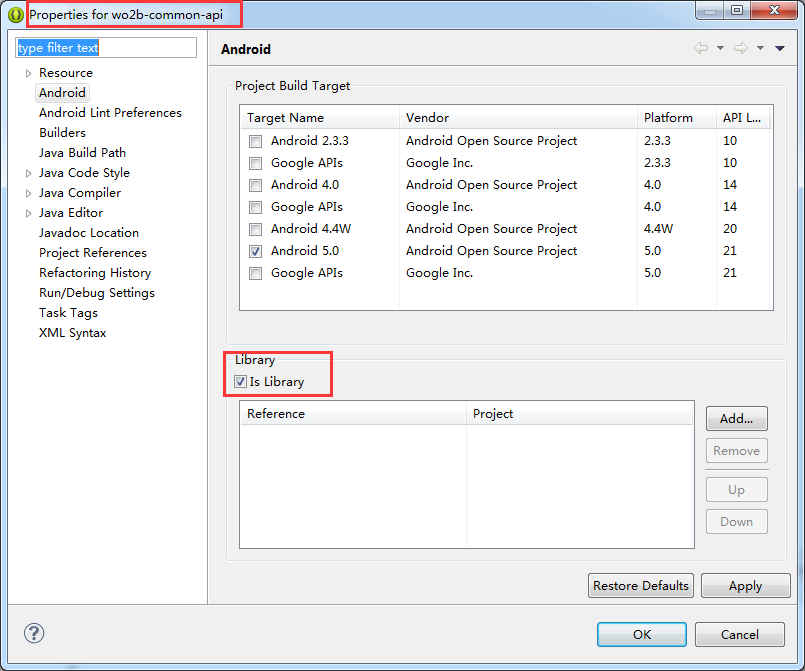 Properties for wo2b-common-api
type filter text
Resource
Android
Android Lint Preferences
Builders
Java Build Path
Java Code Style
Java Compiler
Java Editor
Javadoc Location
Project References
Refactoring History
Run/Debug Settings
Task Tags
XML Syntax
Android
Project Build Target
Target Name Vendor Platform API L...
Android 2.3.3 Android Open Source Project 2.3.3 10
Google APIs Google Inc. 2.3.3 10
Android 4.0 Android Open Source Project 4.0 14
Google APIs Google Inc. 4.0 14
Android 4.4W Android Open Source Project 4.4W 20
Android 5.0 Android Open Source Project 5.0 21
Google APIs Google Inc. 5.0 21
Library
Is Library
Reference Project
Add...
Remove
Up
Down
Restore Defaults Apply
? OK Cancel